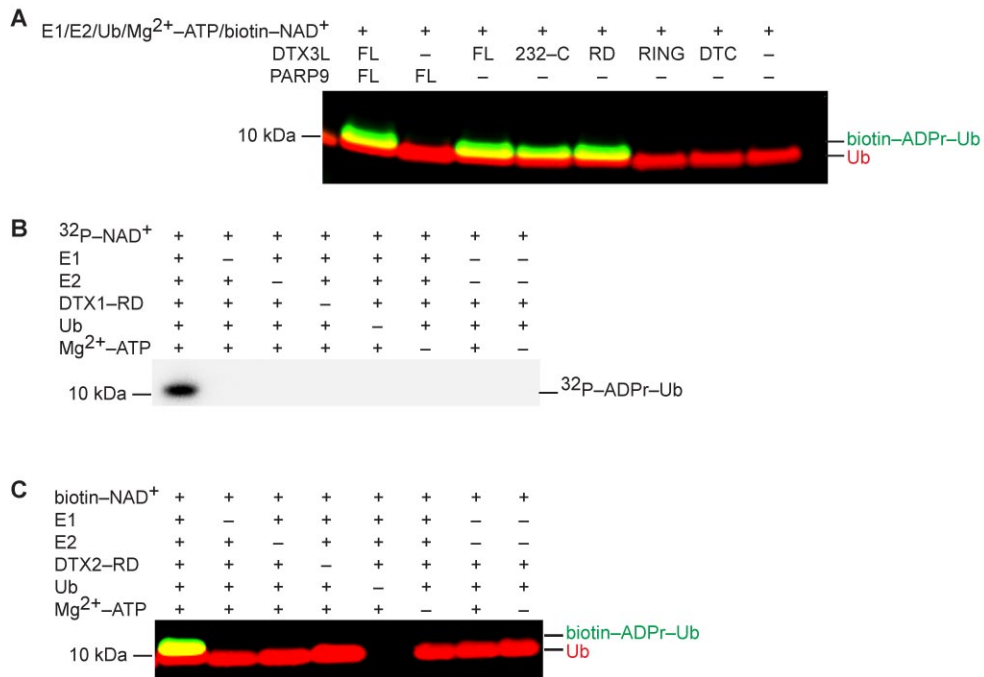 A
E1/E2/Ub/Mg2+–ATP/biotin–NAD+ + + + + + + + +
DTX3L FL – FL 232–C RD RING DTC –
PARP9 FL FL – – – – – –
10 kDa
biotin–ADPr–Ub
Ub
B
32P–NAD+ + + + + + + + +
E1 + – + + + + – –
E2 + + – + + + – –
DTX1–RD + + + – + + + +
Ub + + + + – + + +
Mg2+–ATP + + + + + – + –
10 kDa
32P–ADPr–Ub
C
biotin–NAD+ + + + + + + + +
E1 + – + + + + – –
E2 + + – + + + – –
DTX2–RD + + + – + + + +
Ub + + + + – + + +
Mg2+–ATP + + + + + – + –
biotin–ADPr–Ub
10 kDa
Ub